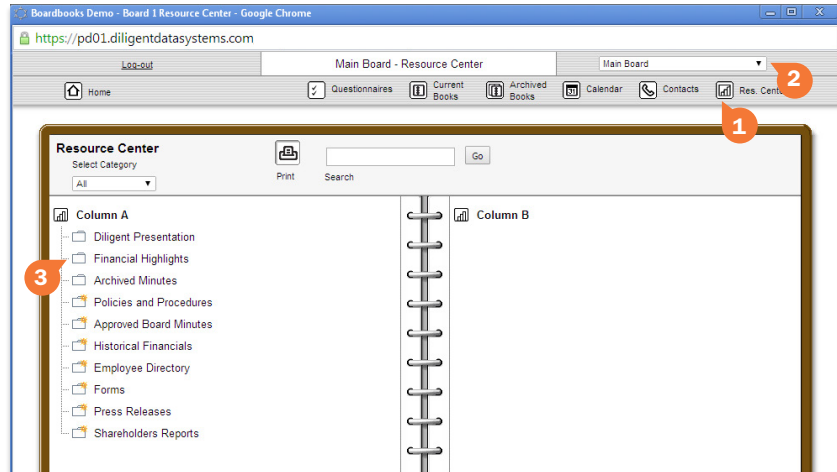 Boardbooks Demo - Board 1 Resource Center - Google Chrome
https://pd01.diligentdatasystems.com
Log-out
Main Board - Resource Center
Main Board
2
Home
Questionnaires
Current
Books
Archived
Books
31
Calendar
Contacts
Res. Cent
1
Resource Center
Select Category
All
Print
Search
Go
Column A
Diligent Presentation
Financial Highlights
3
Archived Minutes
Policies and Procedures
Approved Board Minutes
Historical Financials
Employee Directory
Forms
Press Releases
Shareholders Reports
Column B